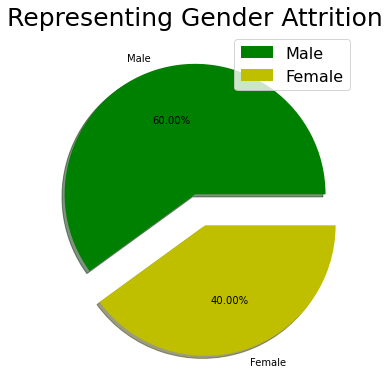 Representing Gender Attrition
Male
Male
Female
60.00%
40.00%
Female